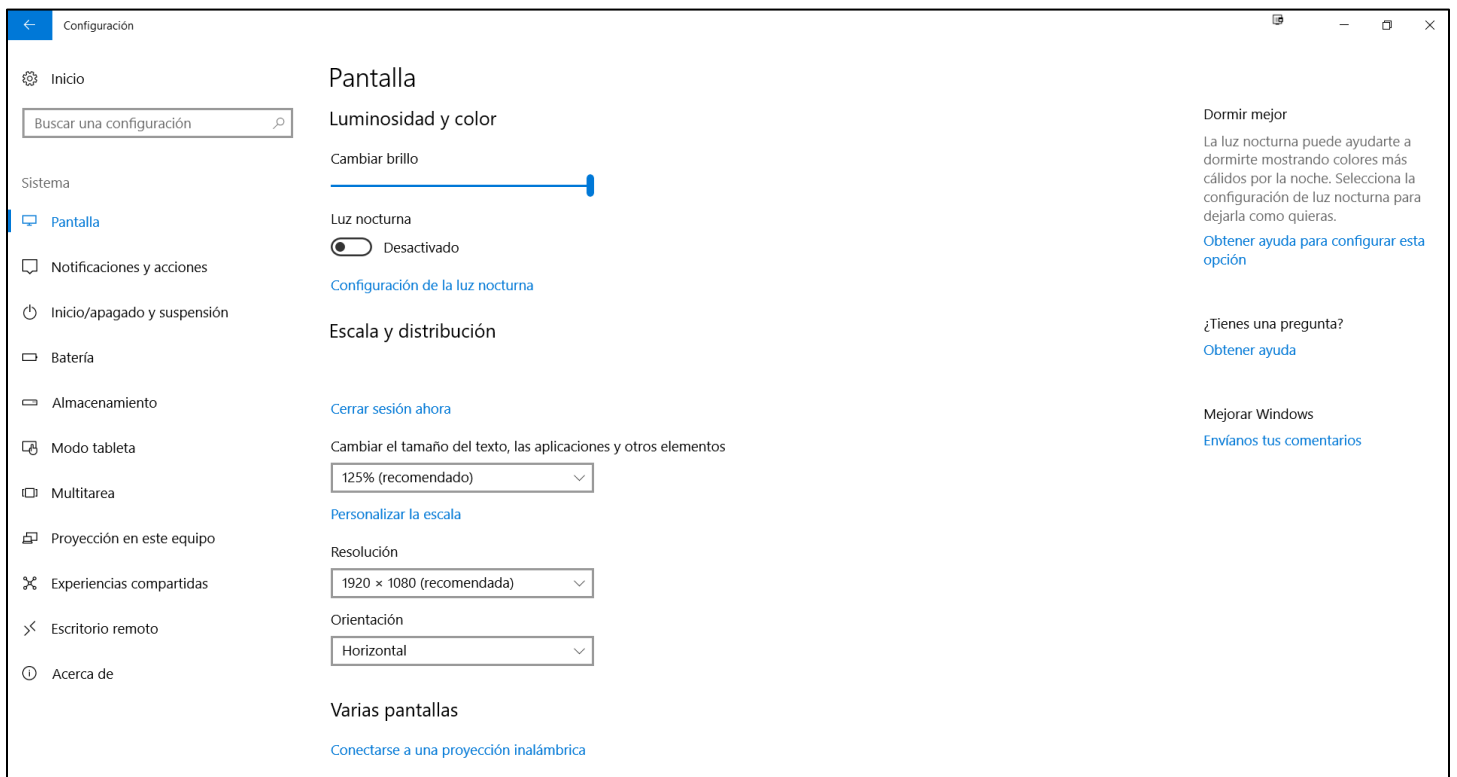 Configuración
Inicio
Buscar una configuración
Sistema
Pantalla
Notificaciones y acciones
Inicio/apagado y suspensión
Batería
Almacenamiento
Modo tableta
Multitarea
Proyección en este equipo
Experiencias compartidas
Escritorio remoto
Acerca de
Pantalla
Luminosidad y color
Cambiar brillo
Luz nocturna
Desactivado
Configuración de la luz nocturna
Escala y distribución
Cerrar sesión ahora
Cambiar el tamaño del texto, las aplicaciones y otros elementos
125% (recomendado)
Personalizar la escala
Resolución
1920 × 1080 (recomendada)
Orientación
Horizontal
Varias pantallas
Conectarse a una proyección inalámbrica
Dormir mejor
La luz nocturna puede ayudarte a
dormirte mostrando colores más
cálidos por la noche. Selecciona la
configuración de luz nocturna para
dejarla como quieras.
Obtener ayuda para configurar esta
opción
¿Tienes una pregunta?
Obtener ayuda
Mejorar Windows
Envíanos tus comentarios